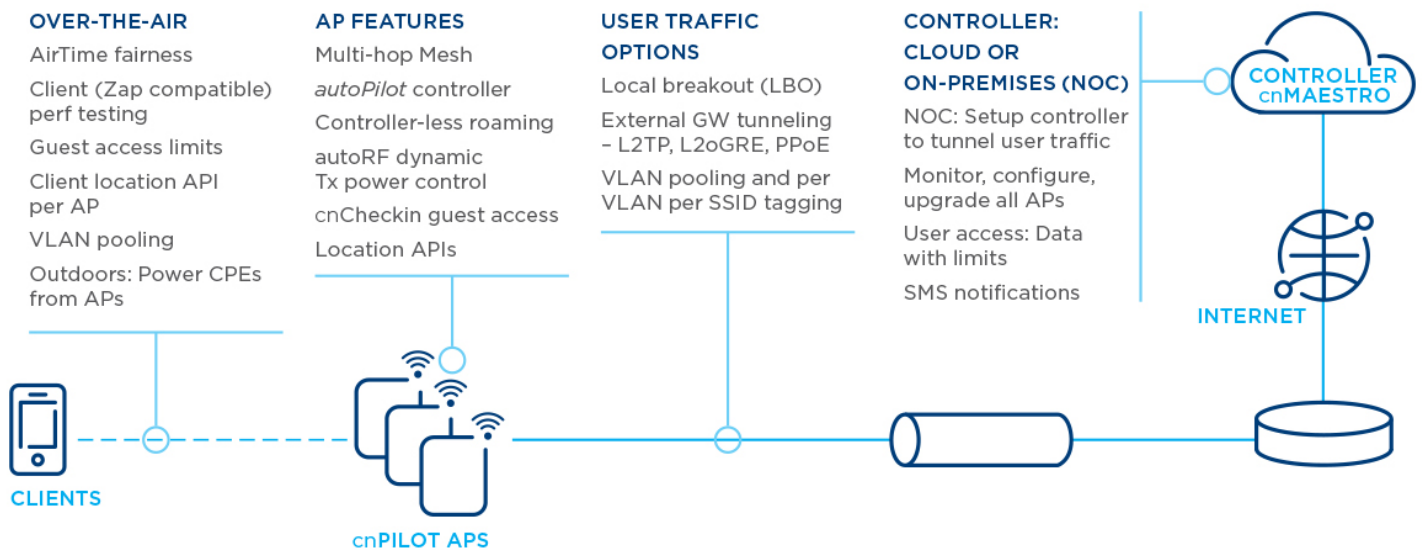 OVER-THE-AIR
AirTime fairness
Client (Zap compatible)
perf testing
Guest access limits
Client location API
per AP
VLAN pooling
Outdoors: Power CPEs
from APs
AP FEATURES
Multi-hop Mesh
autoPilot controller
Controller-less roaming
autoRF dynamic
Tx power control
cnCheckin guest access
Location APIs
USER TRAFFIC
OPTIONS
Local breakout (LBO)
External GW tunneling
– L2TP, L2oGRE, PPoE
VLAN pooling and per
VLAN per SSID tagging
CONTROLLER:
CLOUD OR
ON-PREMISES (NOC)
NOC: Setup controller
to tunnel user traffic
Monitor, configure,
upgrade all APs
User access: Data
with limits
SMS notifications
CONTROLLER
cnMAESTRO
INTERNET
CLIENTS
cnPILOT APS